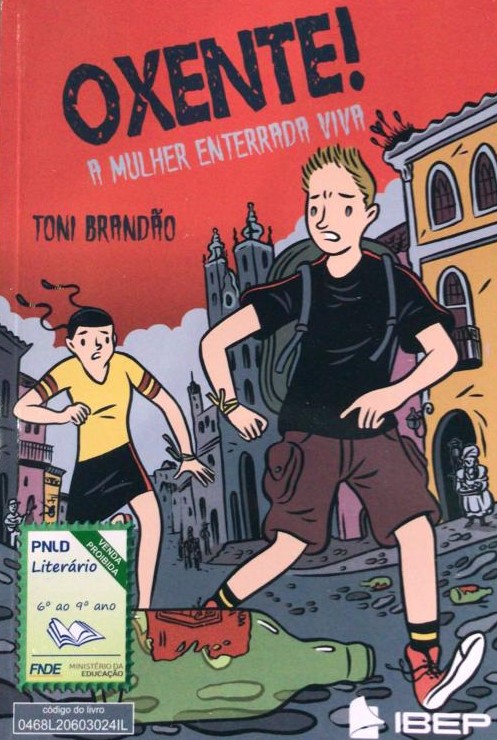 OXENTE!
A MULHER ENTERRADA VIVA
TONI BRANDÃO
PNLD
Literário
VENDA
PROIBIDA
6º ao 9º ano
FNDE
MINISTÉRIO DA
EDUCAÇÃO
código do livro
0468L20603024IL
IBEP